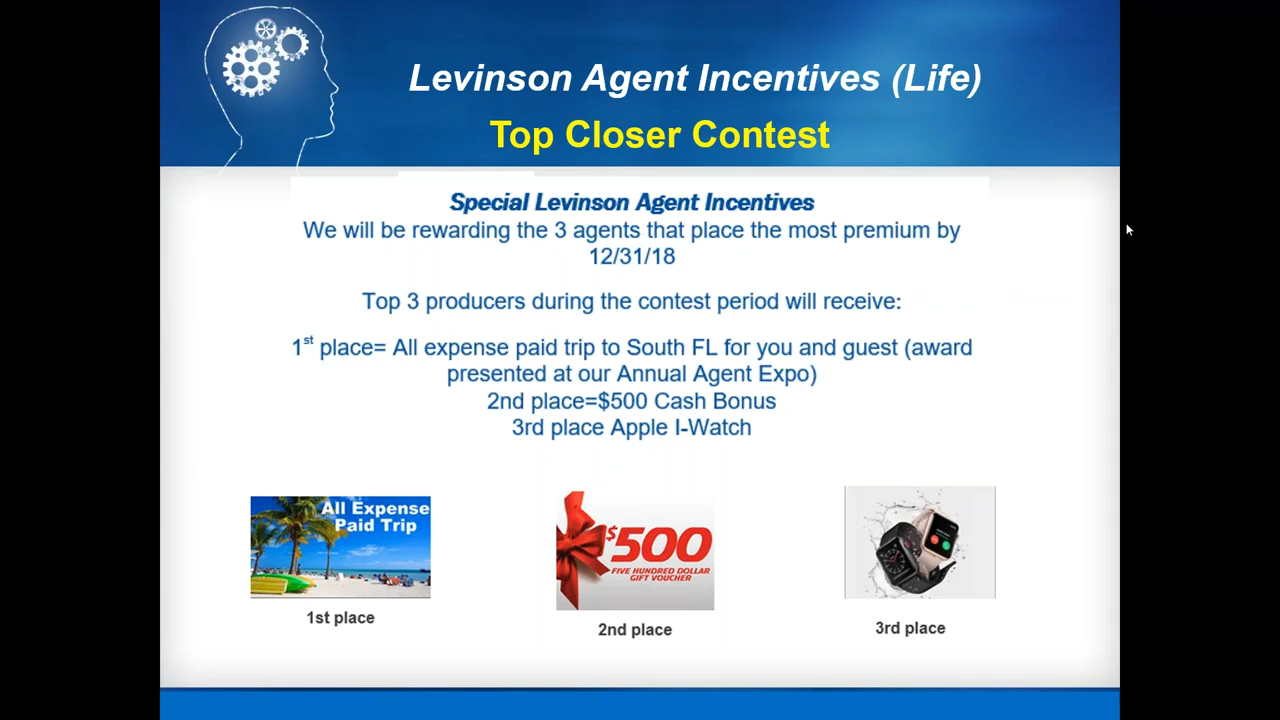 Levinson Agent Incentives (Life)
Top Closer Contest
Special Levinson Agent Incentives
We will be rewarding the 3 agents that place the most premium by
12/31/18
Top 3 producers during the contest period will receive:
1st place= All expense paid trip to South FL for you and guest (award
presented at our Annual Agent Expo)
2nd place=$500 Cash Bonus
3rd place Apple I-Watch
All Expense
Paid Trip
$500
FIVE HUNDRED DOLLAR
GIFT VOUCHER
1st place
2nd place
3rd place